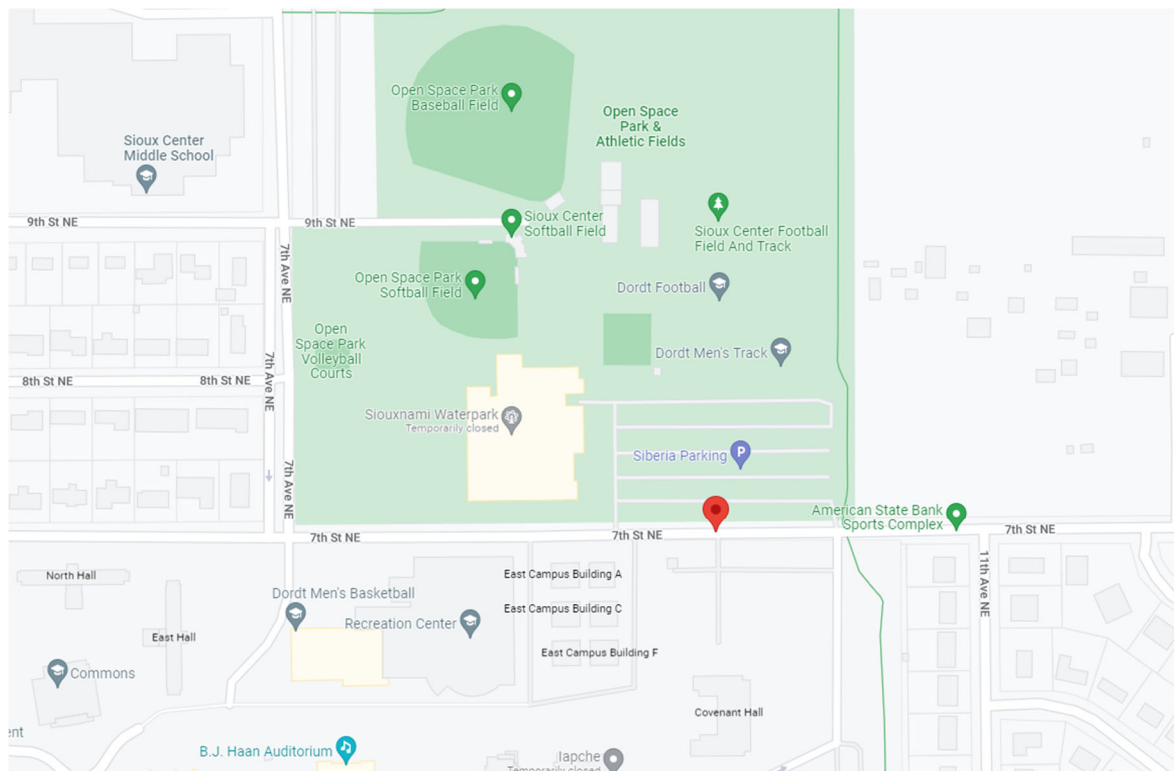 Open Space Park
Baseball Field
Open Space
Park &
Athletic Fields
Sioux Center
Middle School
9th St NE
9th St NE
Sioux Center
Softball Field
Sioux Center Football
Field And Track
7th Ave NE
Open Space Park
Softball Field
Dordt Football
Open
Space Park
Volleyball
Courts
Dordt Men's Track
8th St NE
8th St NE
7th Ave NE
Siouxnami Waterpark
Temporarily closed
Siberia Parking
P
7th Ave NE
American State Bank
Sports Complex
7th St NE
7th St NE
7th St NE
11th Ave NE
North Hall
East Campus Building A
Dordt Men's Basketball
East Campus Building C
Recreation Center
East Hall
East Campus Building F
Commons
Covenant Hall
ent
B.J. Haan Auditorium
Iapche
Temporarily closed